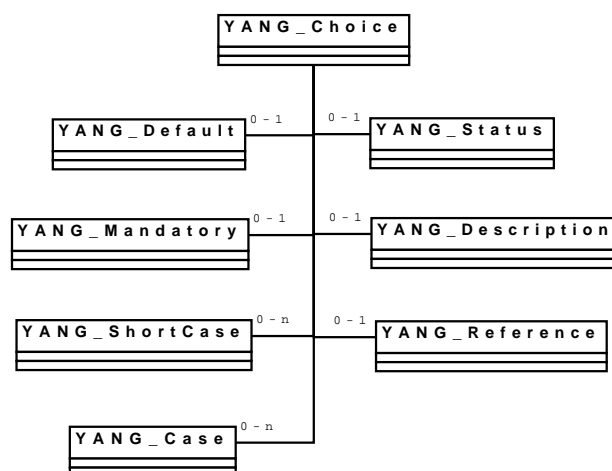 YANG_Choice
0-1 0-1
YANG_Default YANG_Status
0-1 0-1
YANG_Mandatory YANG_Description
0-n 0-1
YANG_ShortCase YANG_Reference
0-n
YANG_Case